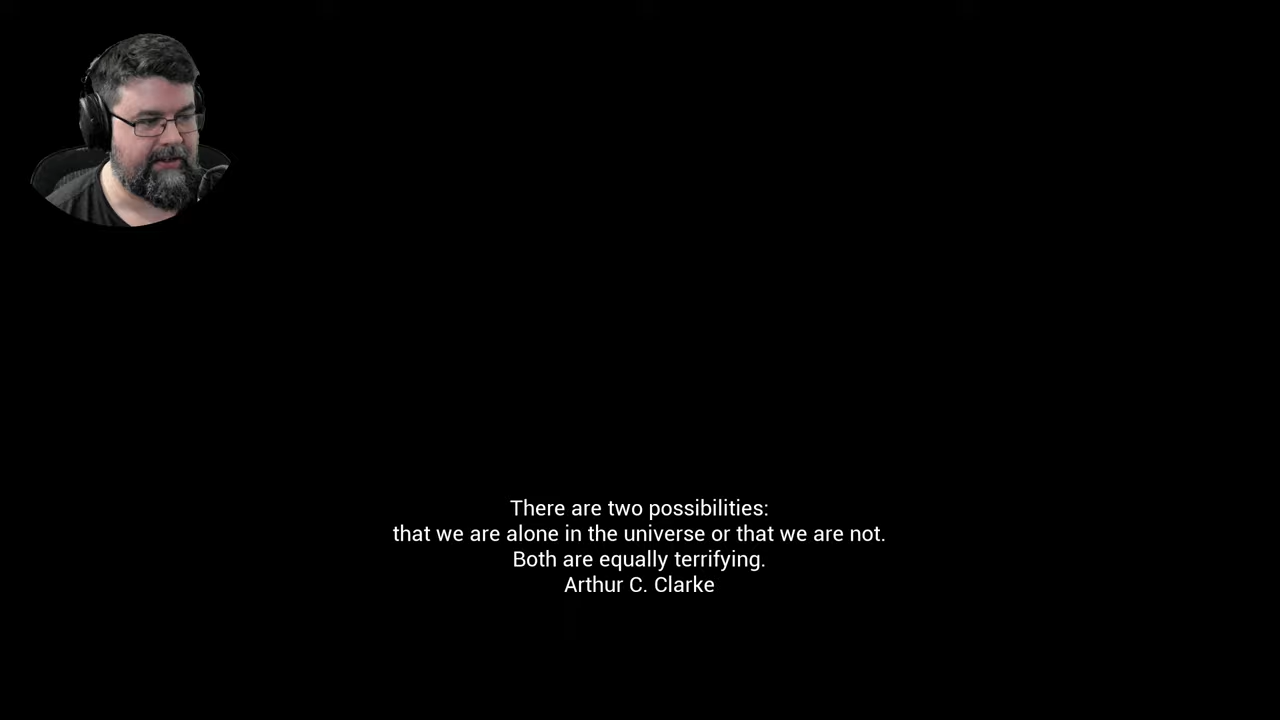 There are two possibilities:
that we are alone in the universe or that we are not.
Both are equally terrifying.
Arthur C. Clarke